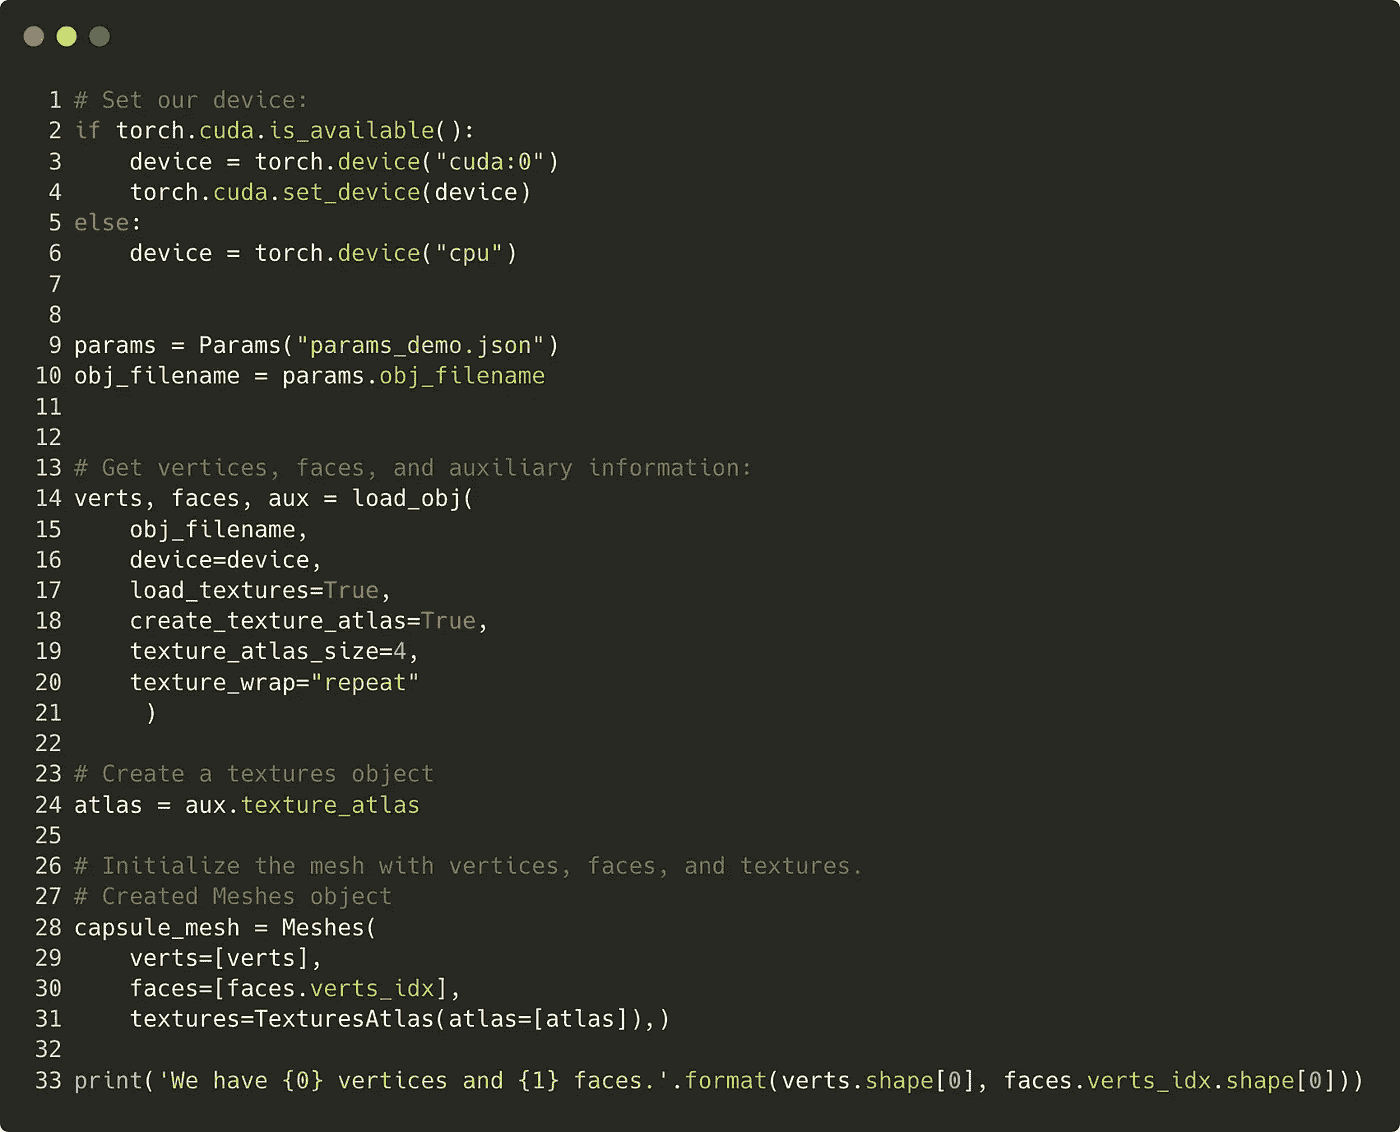 1 # Set our device:
2 if torch.cuda.is_available():
3     device = torch.device("cuda:0")
4     torch.cuda.set_device(device)
5 else:
6     device = torch.device("cpu")
7
8
9 params = Params("params_demo.json")
10 obj_filename = params.obj_filename
11
12
13 # Get vertices, faces, and auxiliary information:
14 verts, faces, aux = load_obj(
15     obj_filename,
16     device=device,
17     load_textures=True,
18     create_texture_atlas=True,
19     texture_atlas_size=4,
20     texture_wrap="repeat"
21      )
22
23 # Create a textures object
24 atlas = aux.texture_atlas
25
26 # Initialize the mesh with vertices, faces, and textures.
27 # Created Meshes object
28 capsule_mesh = Meshes(
29     verts=[verts],
30     faces=[faces.verts_idx],
31     textures=TexturesAtlas(atlas=[atlas]),)
32
33 print('We have {0} vertices and {1} faces.'.format(verts.shape[0], faces.verts_idx.shape[0]))